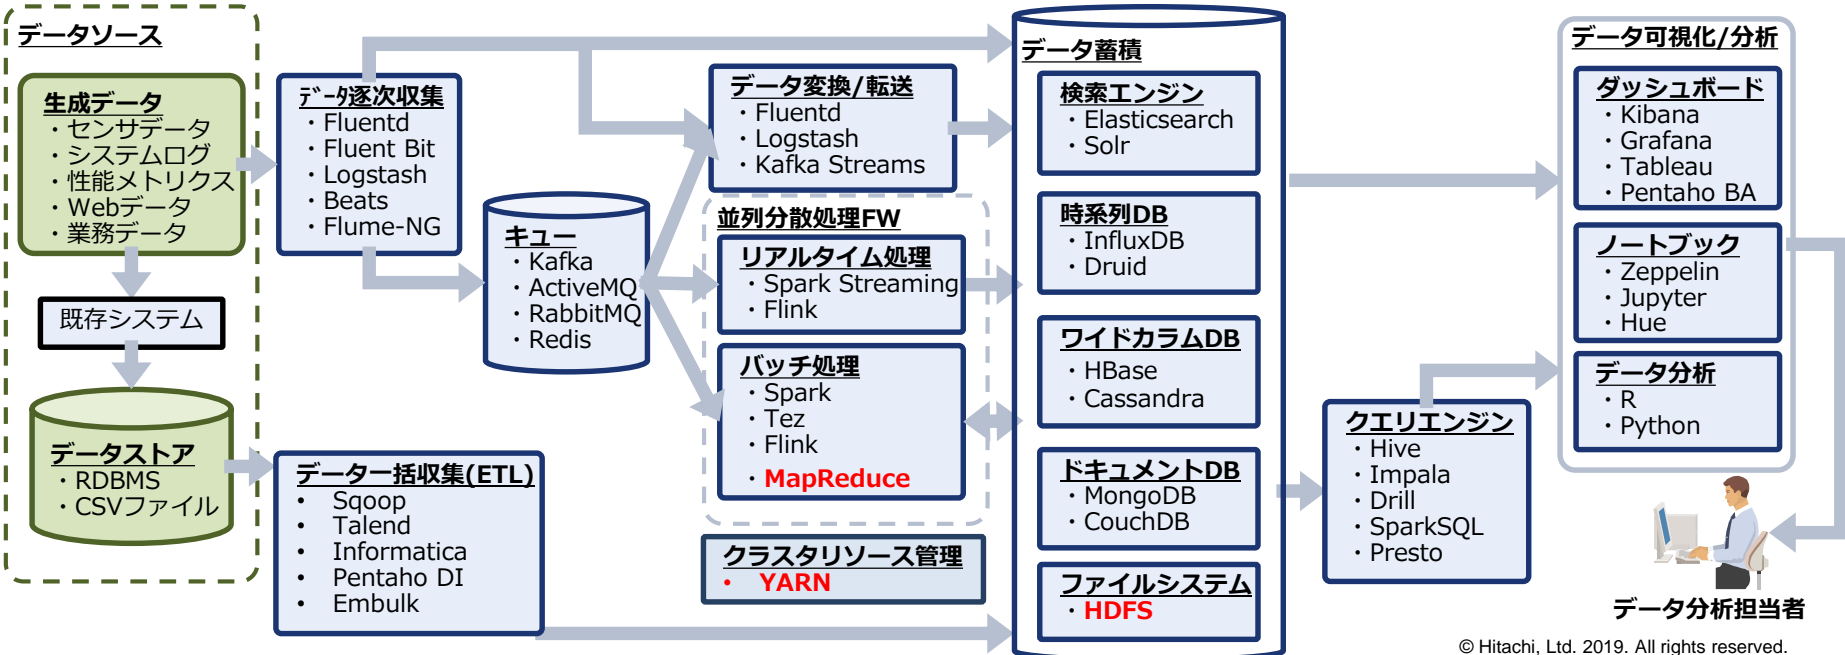 データソース
生成データ
・センサデータ
・システムログ
・性能メトリクス
・Webデータ
・業務データ
既存システム
データストア
・RDBMS
・CSVファイル
ﾃﾞｰﾀ逐次収集
・Fluentd
・Fluent Bit
・Logstash
・Beats
・Flume-NG
データ一括収集(ETL)
• Sqoop
• Talend
• Informatica
• Pentaho DI
• Embulk
キュー
・Kafka
・ActiveMQ
・RabbitMQ
・Redis
データ変換/転送
・Fluentd
・Logstash
・Kafka Streams
並列分散処理FW
リアルタイム処理
・Spark Streaming
・Flink
バッチ処理
・Spark
・Tez
・Flink
・MapReduce
クラスタリソース管理
• YARN
データ蓄積
検索エンジン
・Elasticsearch
・Solr
時系列DB
・InfluxDB
・Druid
ワイドカラムDB
・HBase
・Cassandra
ドキュメントDB
・MongoDB
・CouchDB
ファイルシステム
・HDFS
クエリエンジン
・Hive
・Impala
・Drill
・SparkSQL
・Presto
データ可視化/分析
ダッシュボード
・Kibana
・Grafana
・Tableau
・Pentaho BA
ノートブック
・Zeppelin
・Jupyter
・Hue
データ分析
・R
・Python
データ分析担当者
© Hitachi, Ltd. 2019. All rights reserved.